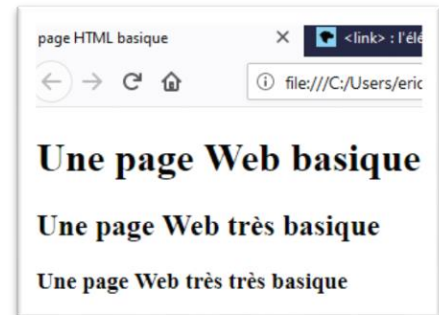 page HTML basique
<link> : l'élé
file:///C:/Users/eric
Une page Web basique
Une page Web très basique
Une page Web très très basique